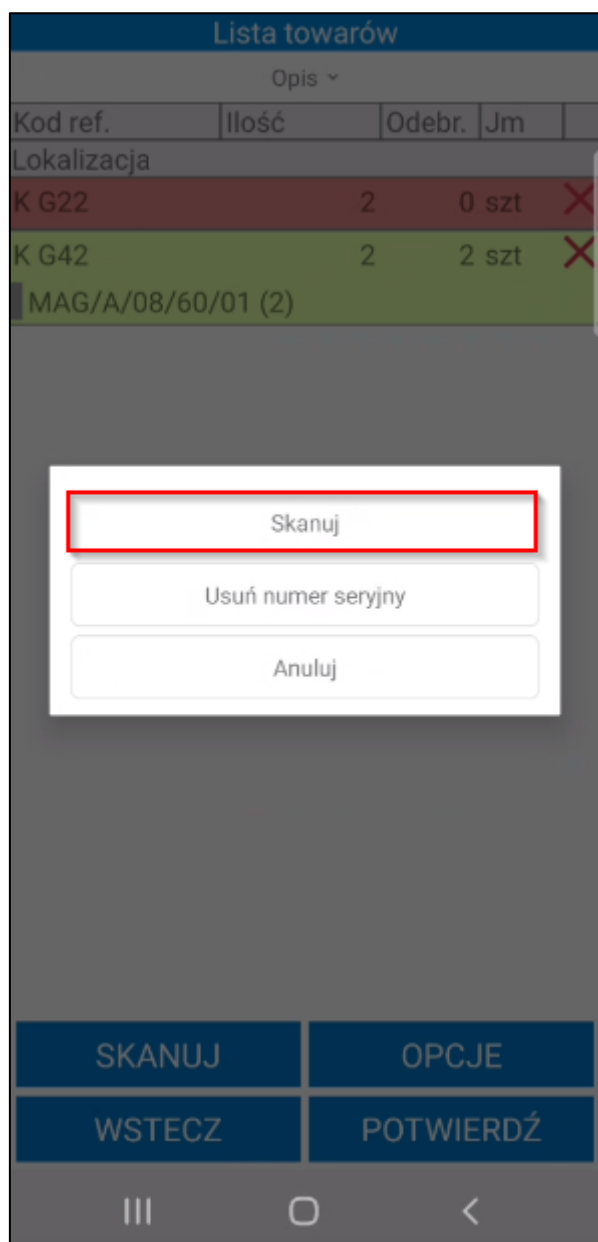 Lista towarów
Opis
Kod ref. Ilość Odebr. Jm
Lokalizacja
K G22 2 0 szt
K G42 2 2 szt
MAG/A/08/60/01 (2)
Skanuj
Usuń numer seryjny
Anuluj
SKANUJ OPCJE
WSTECZ POTWIERDŹ